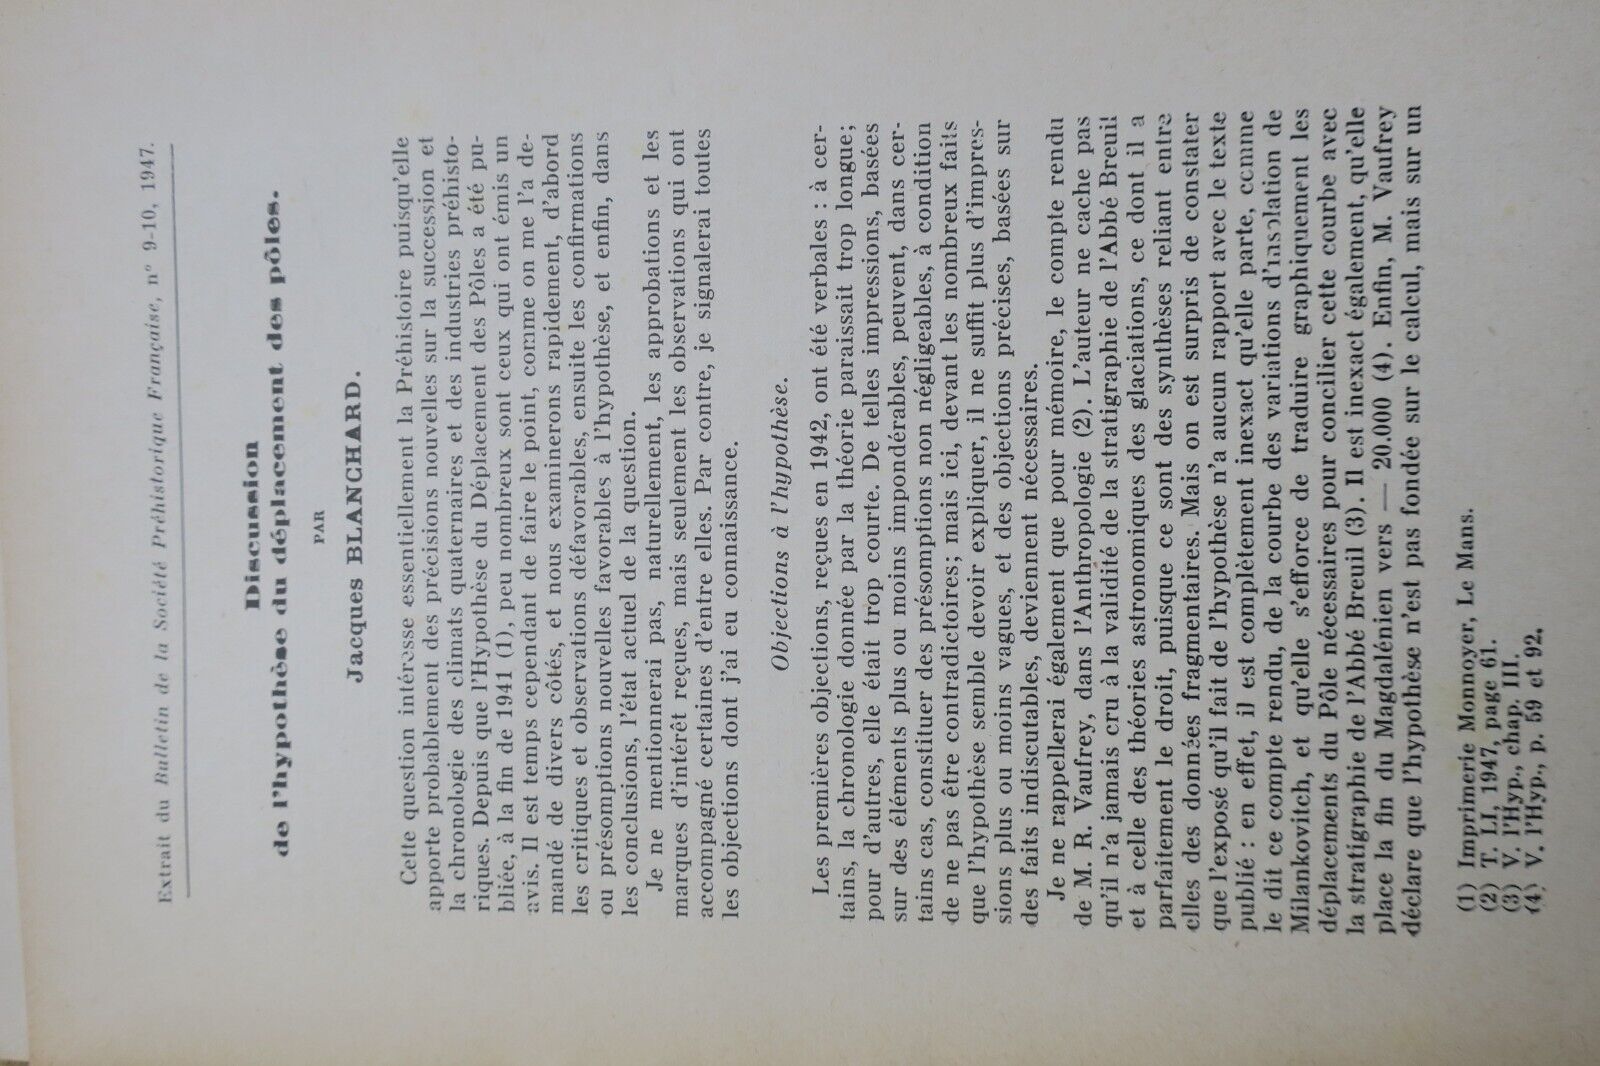 Extrait du Bulletin de la Société Préhistorique Française, n° 9-10, 1947.
Discussion
de l'hypothèse du déplacement des pôles.
PAR
Jacques BLANCHARD.
Cette question intéresse essentiellement la Préhistoire puisqu'elle
apporte probablement des précisions nouvelles sur la succession et
la chronologie des climats quaternaires et des industries préhisto-
riques. Depuis que l'Hypothèse du Déplacement des Pôles a été pu-
bliée, à la fin de 1941 (1), peu nombreux sont ceux qui ont émis un
avis. Il est temps cependant de faire le point, comme on me l'a de-
mandé de divers côtés, et nous examinerons rapidement, d'abord
les critiques et observations défavorables, ensuite les confirmations
ou présomptions nouvelles favorables à l'hypothèse, et enfin, dans
les conclusions, l'état actuel de la question.
Je ne mentionnerai pas, naturellement, les approbations et les
marques d'intérêt reçues, mais seulement les observations qui ont
accompagné certaines d'entre elles. Par contre, je signalerai toutes
les objections dont j'ai eu connaissance.
Objections à l'hypothèse.
Les premières objections, reçues en 1942, ont été verbales : à cer-
tains, la chronologie donnée par la théorie paraissait trop longue;
pour d'autres, elle était trop courte. De telles impressions, basées
sur des éléments plus ou moins impondérables, peuvent, dans cer-
tains cas, constituer des présomptions non négligeables, à condition
de ne pas être contradictoires; mais ici, devant les nombreux faits
que l'hypothèse semble devoir expliquer, il ne suffit plus d'impres-
sions plus ou moins vagues, et des objections précises, basées sur
des faits indiscutables, deviennent nécessaires.
Je ne rappellerai également que pour mémoire, le compte rendu
de M. R. Vaufrey, dans l'Anthropologie (2). L'auteur ne cache pas
qu'il n'a jamais cru à la validité de la stratigraphie de l'Abbé Breuil
et à celle des théories astronomiques des glaciations, ce dont il a
parfaitement le droit, puisque ce sont des synthèses reliant entre
elles des données fragmentaires. Mais on est surpris de constater
que l'exposé qu'il fait de l'hypothèse n'a aucun rapport avec le texte
publié : en effet, il est complètement inexact qu'elle parte, comme
le dit ce compte rendu, de la courbe des variations d'insolation de
Milankovitch, et qu'elle s'efforce de traduire graphiquement les
déplacements du Pôle nécessaires pour concilier cette courbe avec
la stratigraphie de l'Abbé Breuil (3). Il est inexact également, qu'elle
place la fin du Magdalénien vers — 20.000 (4). Enfin, M. Vaufrey
déclare que l'hypothèse n'est pas fondée sur le calcul, mais sur un
(1) Imprimerie Monnoyer, Le Mans.
(2) T. LI, 1947, page 61.
(3) V. l'Hyp., chap. III.
(4) V. l'Hyp., p. 59 et 92.